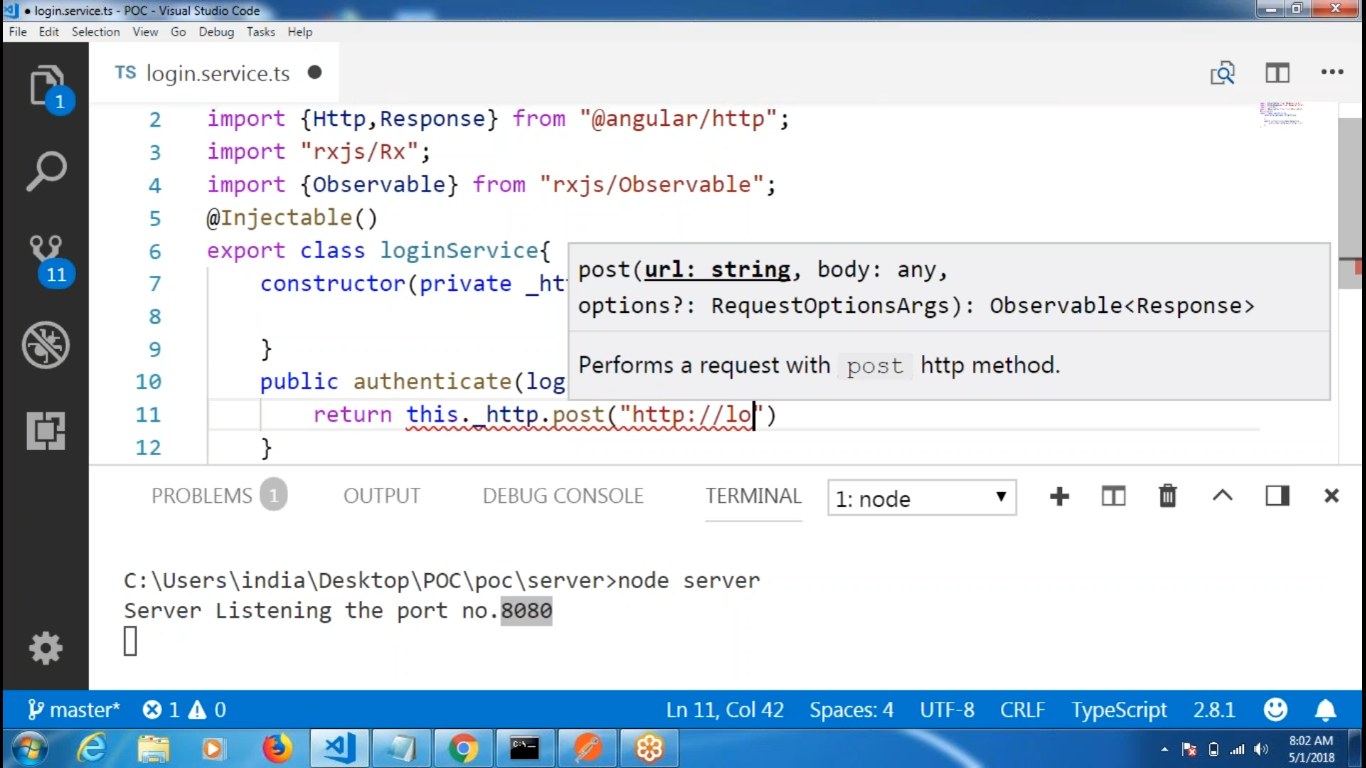 ● login.service.ts - POC - Visual Studio Code
File Edit Selection View Go Debug Tasks Help
TS login.service.ts ●
2 import {Http,Response} from "@angular/http";
3 import "rxjs/Rx";
4 import {Observable} from "rxjs/Observable";
5 @Injectable()
6 export class loginService{
7 constructor(private _ht
8
9 }
10 public authenticate(log
11 return this._http.post("http://lo")
12 }
post(url: string, body: any,
options?: RequestOptionsArgs): Observable<Response>
Performs a request with post http method.
1
11
PROBLEMS 1 OUTPUT DEBUG CONSOLE TERMINAL 1: node
C:\Users\india\Desktop\POC\poc\server>node server
Server Listening the port no.8080
master* 1 0 Ln 11, Col 42 Spaces: 4 UTF-8 CRLF TypeScript 2.8.1
8:02 AM
5/1/2018